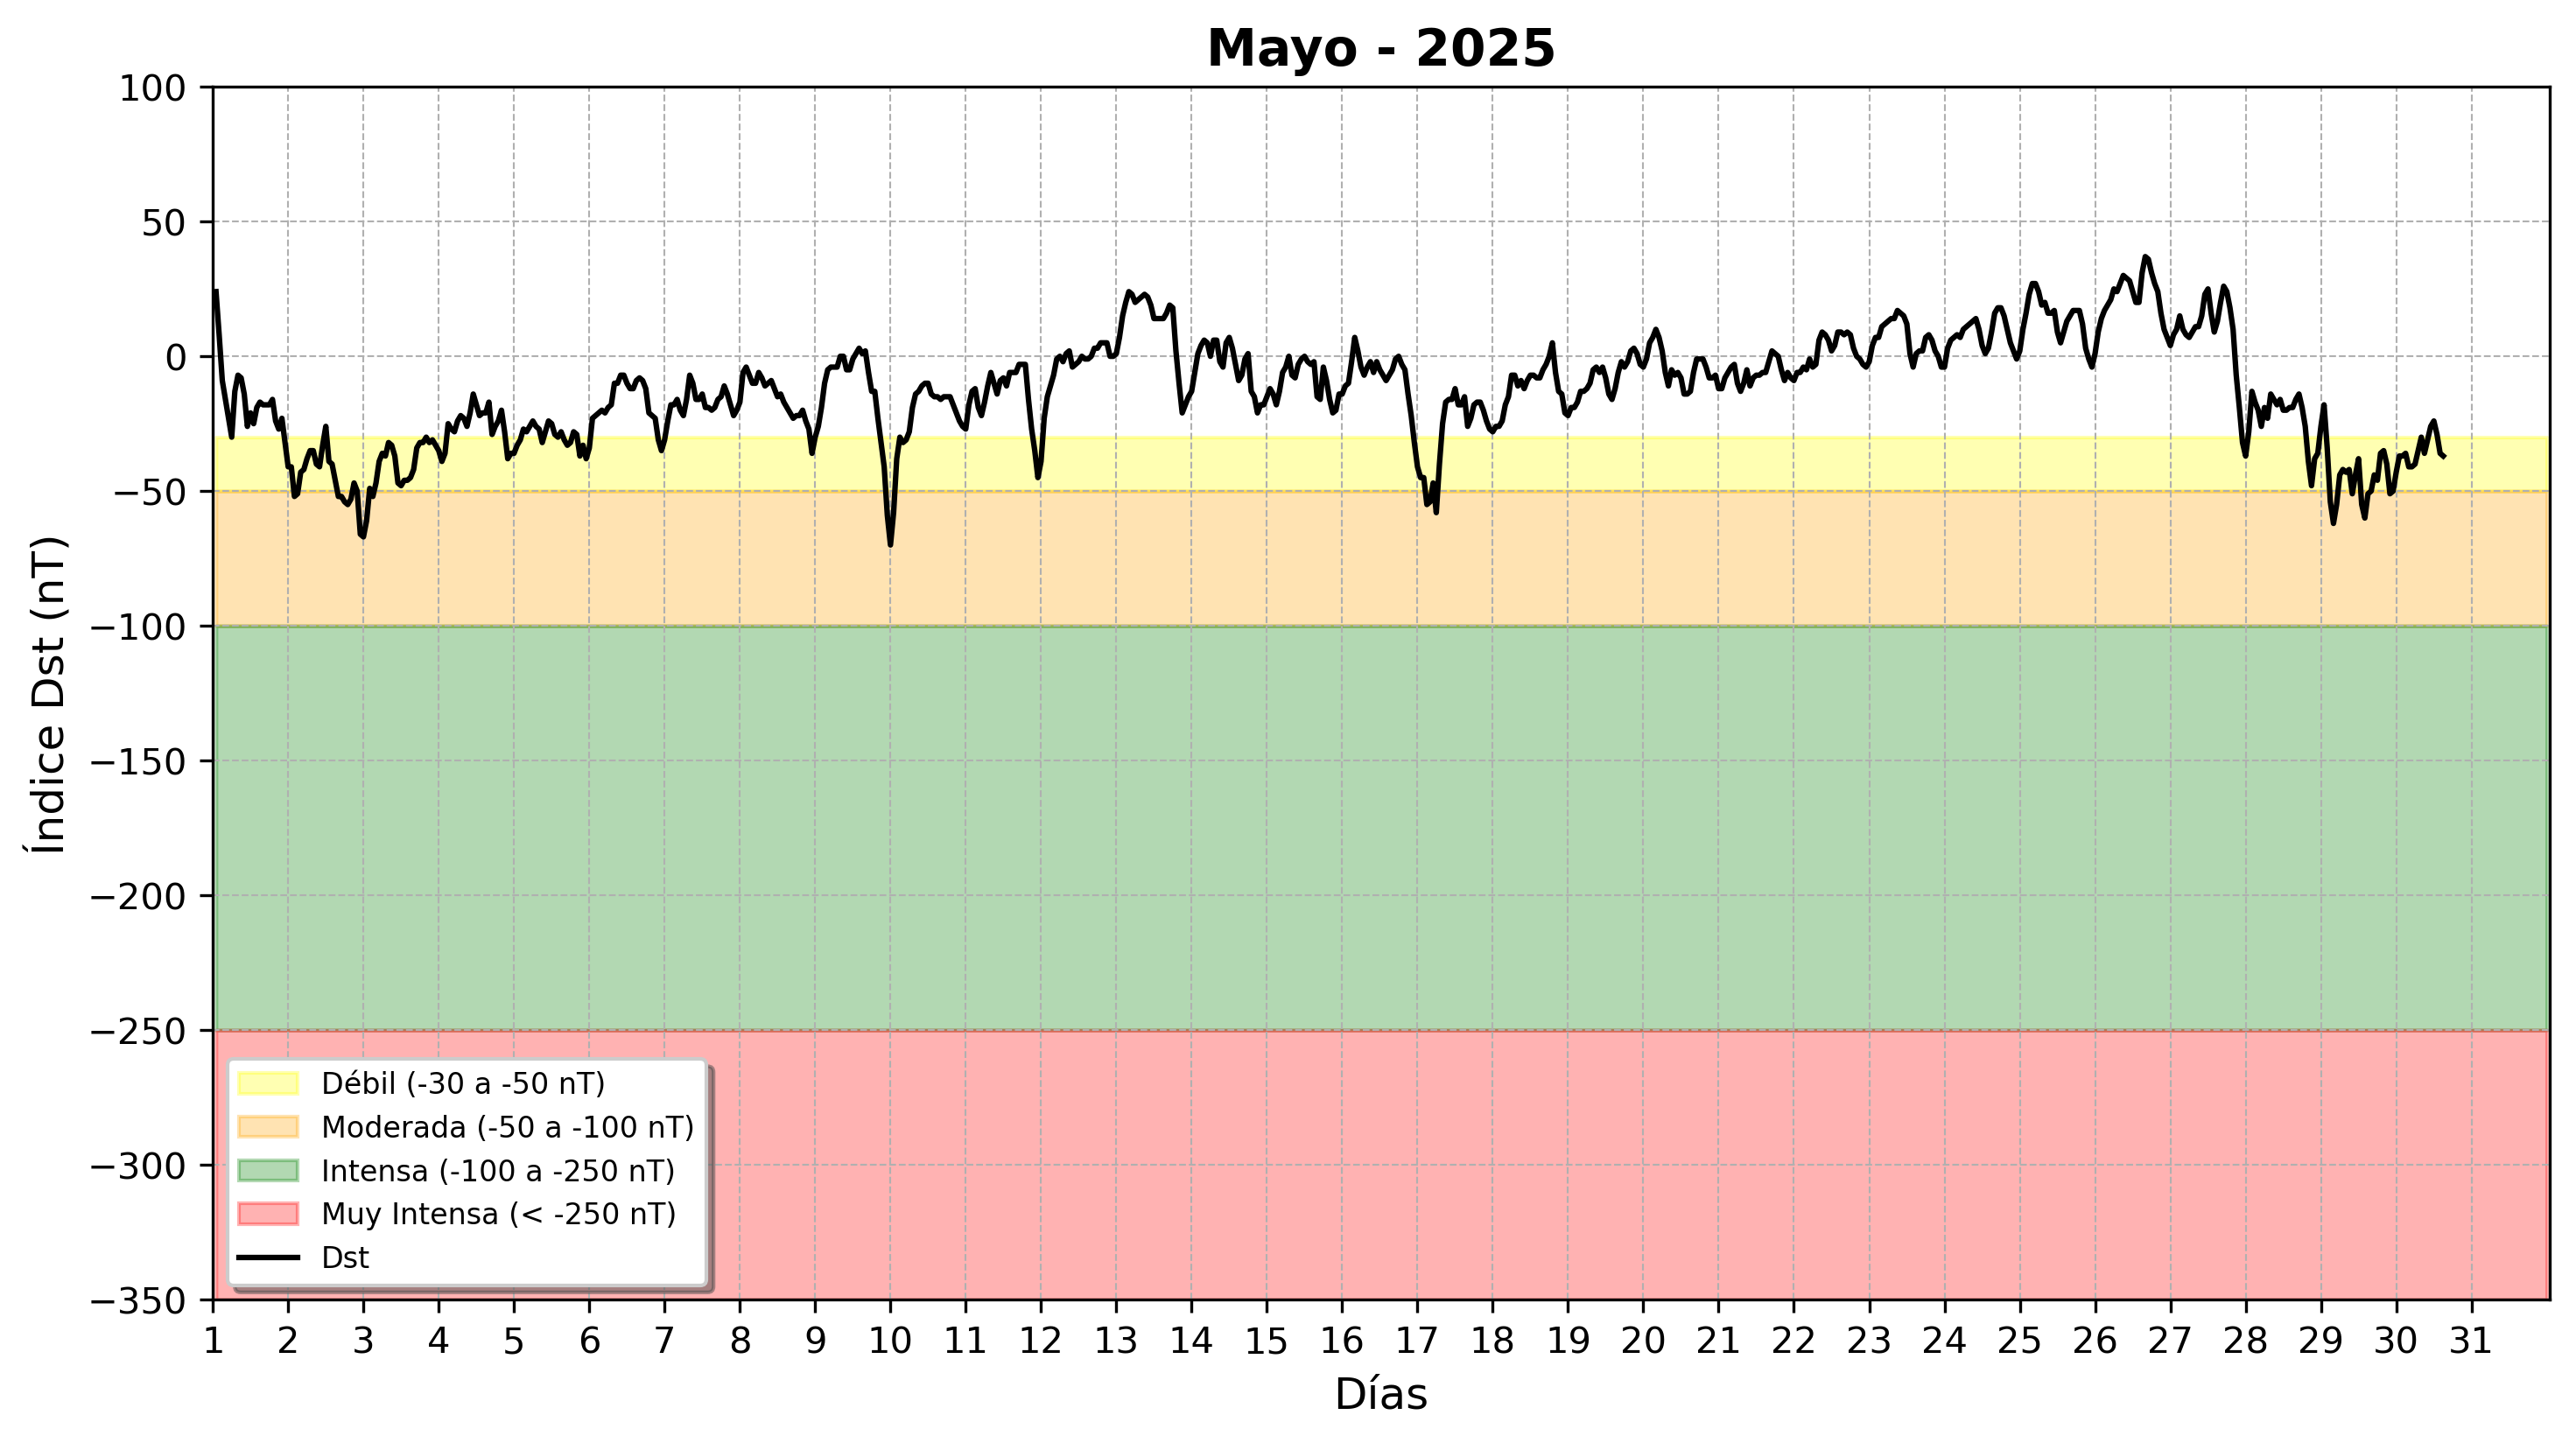 Mayo - 2025
100
50
0
−50
−100
−150
−200
−250
−300
−350
Índice Dst (nT)
Débil (-30 a -50 nT)
Moderada (-50 a -100 nT)
Intensa (-100 a -250 nT)
Muy Intensa (< -250 nT)
Dst
1 2 3 4 5 6 7 8 9 10 11 12 13 14 15 16 17 18 19 20 21 22 23 24 25 26 27 28 29 30 31
Días